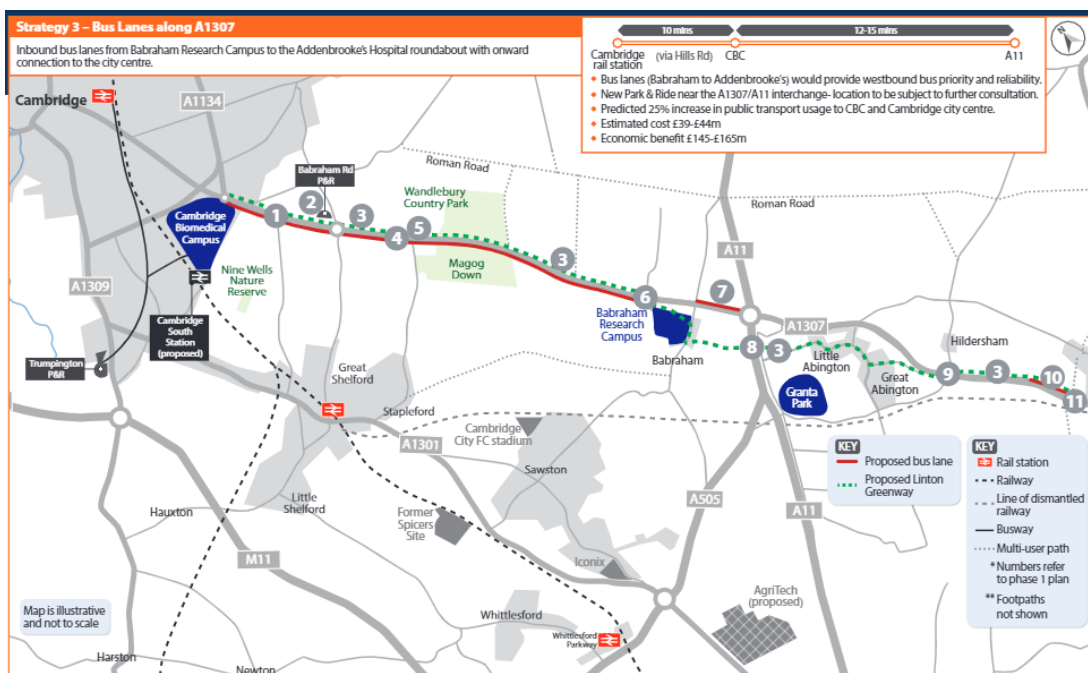 Strategy 3 – Bus Lanes along A1307
Inbound bus lanes from Babraham Research Campus to the Addenbrooke's Hospital roundabout with onward
connection to the city centre.
10 mins
12-15 mins
Cambridge
rail station
(via Hills Rd)
CBC
A11
Bus lanes (Babraham to Addenbrooke's) would provide westbound bus priority and reliability.
New Park & Ride near the A1307/A11 interchange- location to be subject to further consultation.
Predicted 25% increase in public transport usage to CBC and Cambridge city centre.
Estimated cost £39-£44m
Economic benefit £145-£165m
Cambridge
A1134
Babraham Rd
P&R
Roman Road
Wandlebury
Country Park
Roman Road
1
2
3
4
5
3
6
7
Cambridge
Biomedical
Campus
Nine Wells
Nature
Reserve
Magog
Down
A11
A1309
Cambridge
South
Station
(proposed)
Trumpington
P&R
Babraham
Research
Campus
Babraham
8
3
A1307
Little
Abington
Great
Abington
Hildersham
9
3
10
11
Granta
Park
Great
Shelford
Stapleford
A1301
Cambridge
City FC stadium
Sawston
Little
Shelford
Hauxton
M11
Former
Spicers
Site
Iconix
A505
A11
Whittlesford
Whittlesford
Parkway
AgriTech
(proposed)
Harston
Newton
Map is illustrative
and not to scale
KEY
Proposed bus lane
Proposed Linton
Greenway
KEY
Rail station
Railway
Line of dismantled
railway
Busway
Multi-user path
* Numbers refer
to phase 1 plan
** Footpaths
not shown